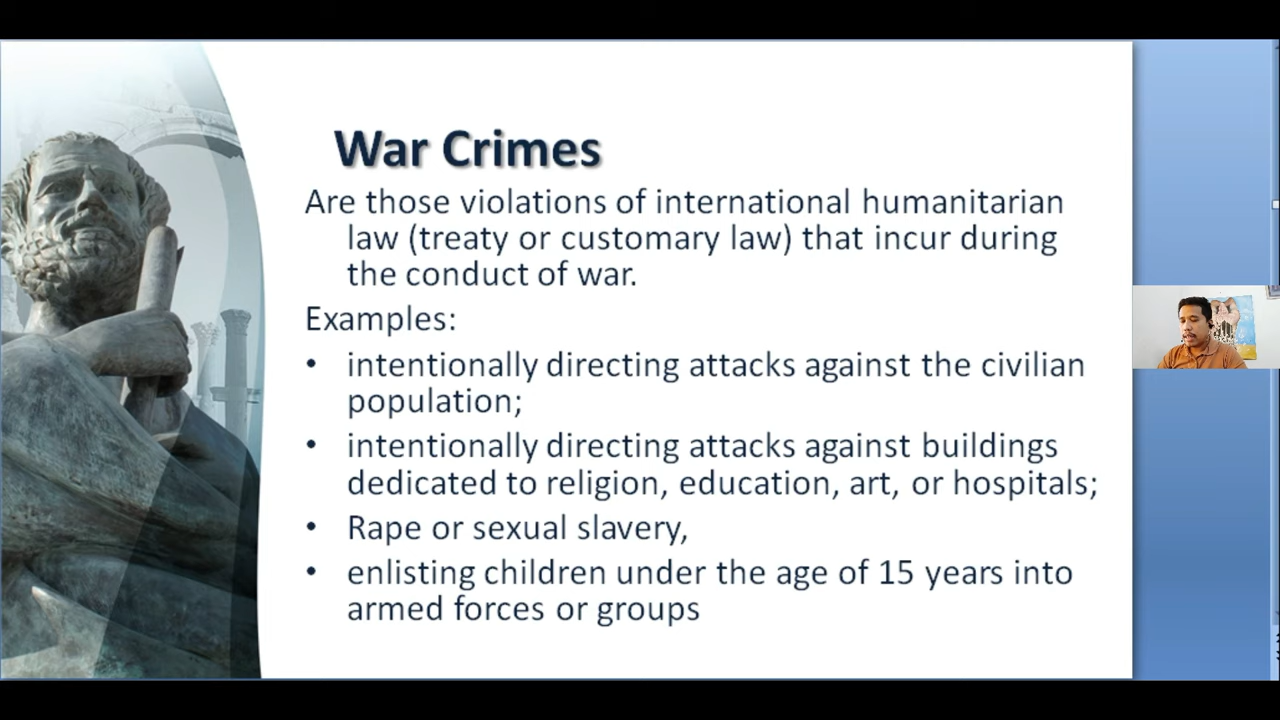 War Crimes
Are those violations of international humanitarian
law (treaty or customary law) that incur during
the conduct of war.
Examples:
• intentionally directing attacks against the civilian
population;
• intentionally directing attacks against buildings
dedicated to religion, education, art, or hospitals;
• Rape or sexual slavery,
• enlisting children under the age of 15 years into
armed forces or groups